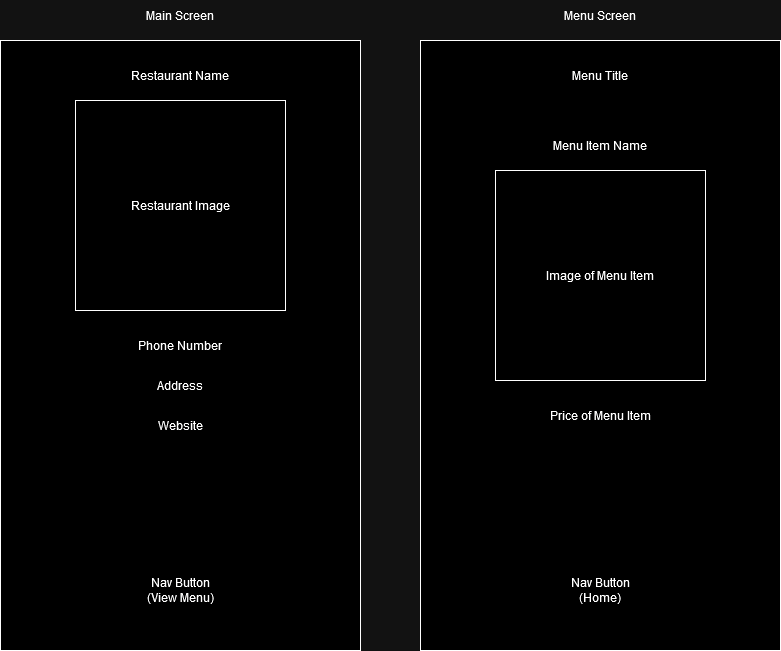 Main Screen
Restaurant Name
Restaurant Image
Phone Number
Address
Website
Nav Button
(View Menu)
Menu Screen
Menu Title
Menu Item Name
Image of Menu Item
Price of Menu Item
Nav Button
(Home)